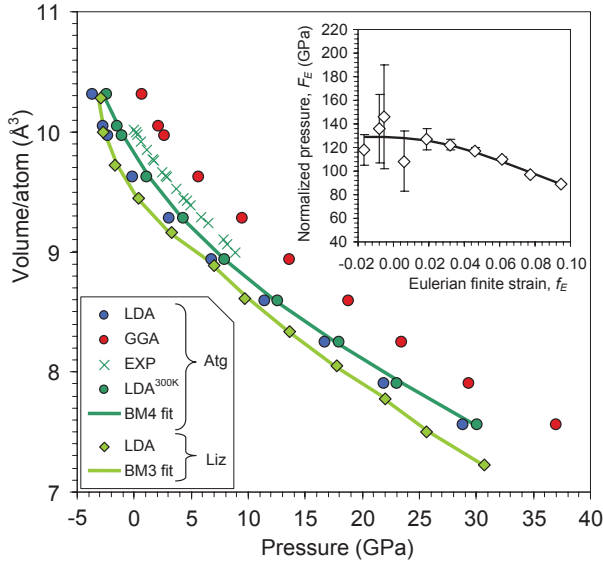 Volume/atom (Å³)
11
10
9
8
7
-5
0
5
10
15
20
25
30
35
40
Pressure (GPa)
LDA
GGA
EXP
LDA³⁰⁰ᴷ
BM4 fit
Atg
LDA
BM3 fit
Liz
Normalized pressure, F_E (GPa)
220
200
180
160
140
120
100
80
60
40
-0.02
0.00
0.02
0.04
0.06
0.08
0.10
Eulerian finite strain, f_E